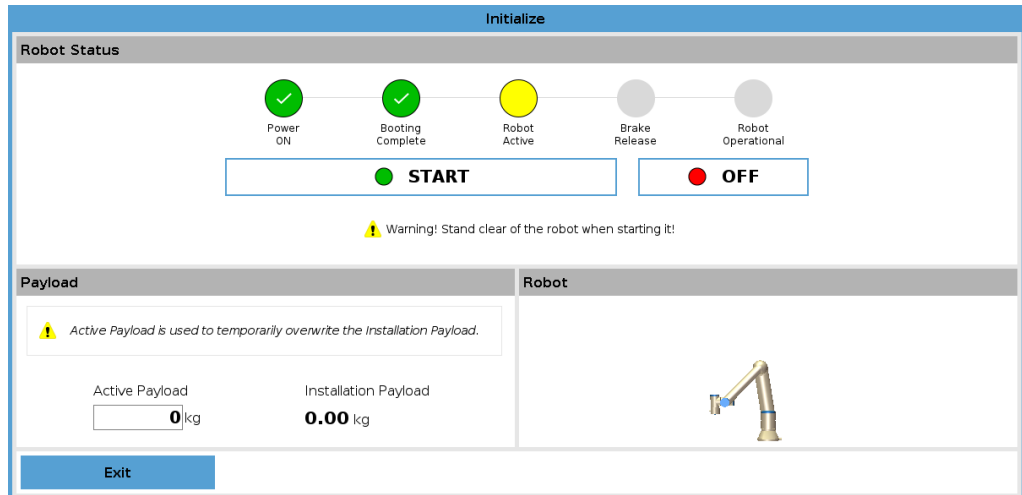 Initialize
Robot Status
Power
ON
Booting
Complete
Robot
Active
Brake
Release
Robot
Operational
START
OFF
Warning! Stand clear of the robot when starting it!
Payload
Active Payload is used to temporarily overwrite the Installation Payload.
Active Payload
0 kg
Installation Payload
0.00 kg
Robot
Exit